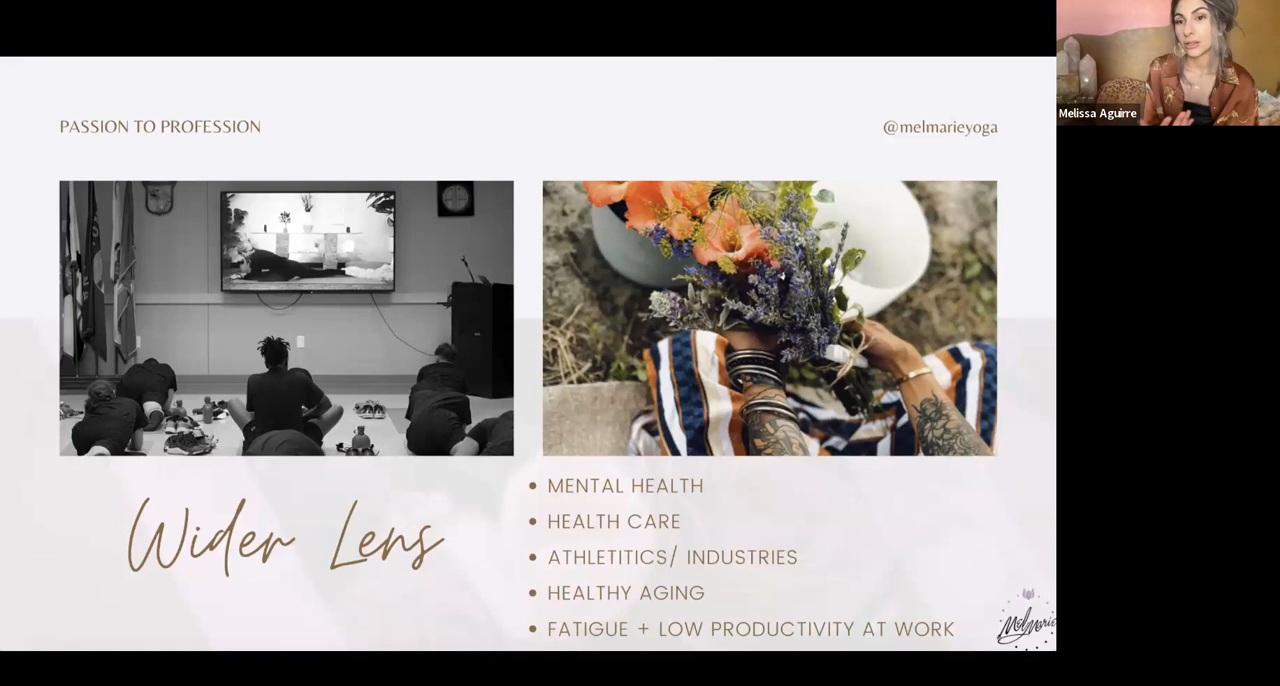 PASSION TO PROFESSION
@melmarieyoga
Melissa Aguirre
Wider Lens
• MENTAL HEALTH
• HEALTH CARE
• ATHLETITICS/ INDUSTRIES
• HEALTHY AGING
• FATIGUE + LOW PRODUCTIVITY AT WORK
MelMarie